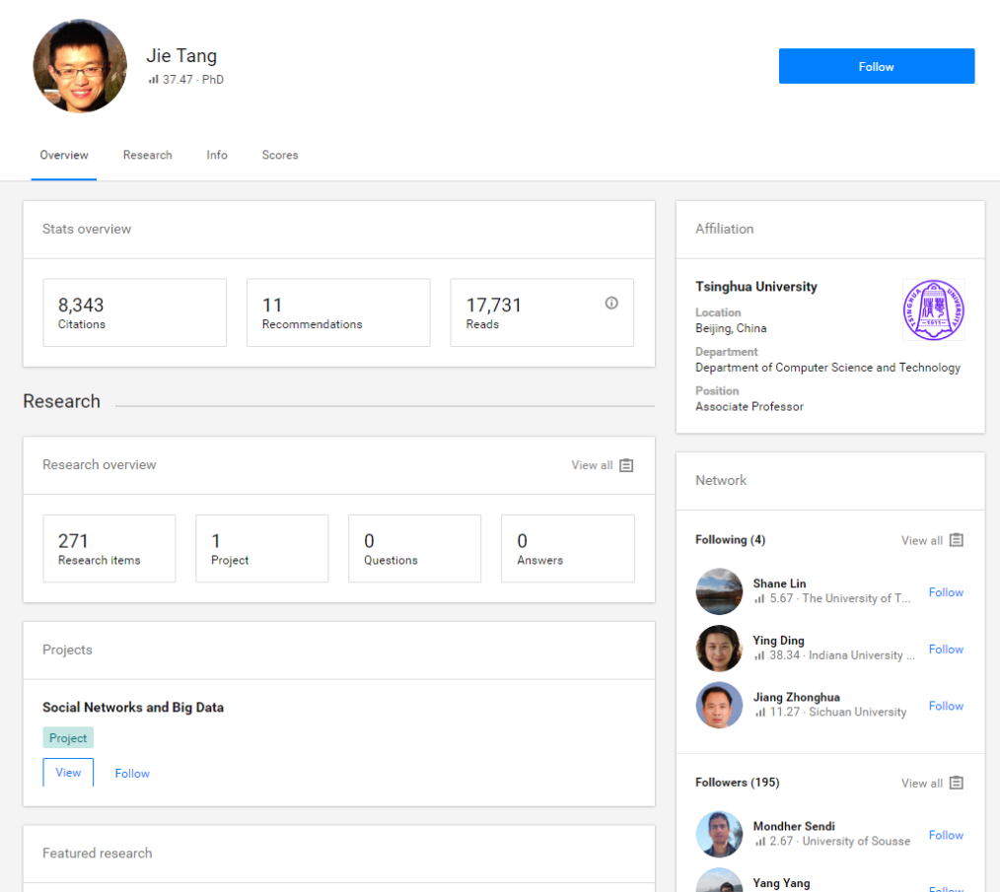 Jie Tang
37.47 · PhD
Follow
Overview
Research
Info
Scores
Stats overview
8,343
Citations
11
Recommendations
17,731
Reads
Research
Research overview
View all
271
Research items
1
Project
0
Questions
0
Answers
Projects
Social Networks and Big Data
Project
View
Follow
Featured research
Affiliation
Tsinghua University
TSINGHUA UNIVERSITY
-1911-
Location
Beijing, China
Department
Department of Computer Science and Technology
Position
Associate Professor
Network
Following (4)
View all
Shane Lin
5.67 · The University of T...
Follow
Ying Ding
38.34 · Indiana University ...
Follow
Jiang Zhonghua
11.27 · Sichuan University
Follow
Followers (195)
View all
Mondher Sendi
2.67 · University of Sousse
Follow
Yang Yang
Follow